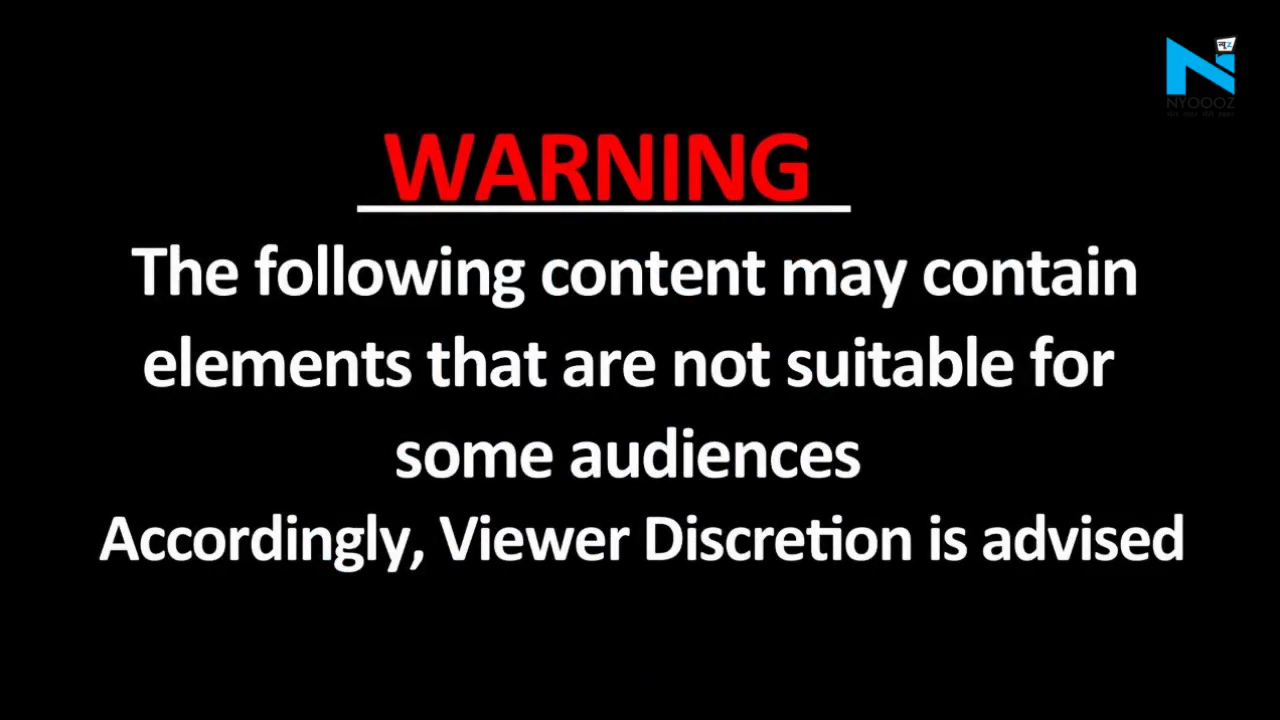 NYOOOZ
WARNING
The following content may contain
elements that are not suitable for
some audiences
Accordingly, Viewer Discretion is advised